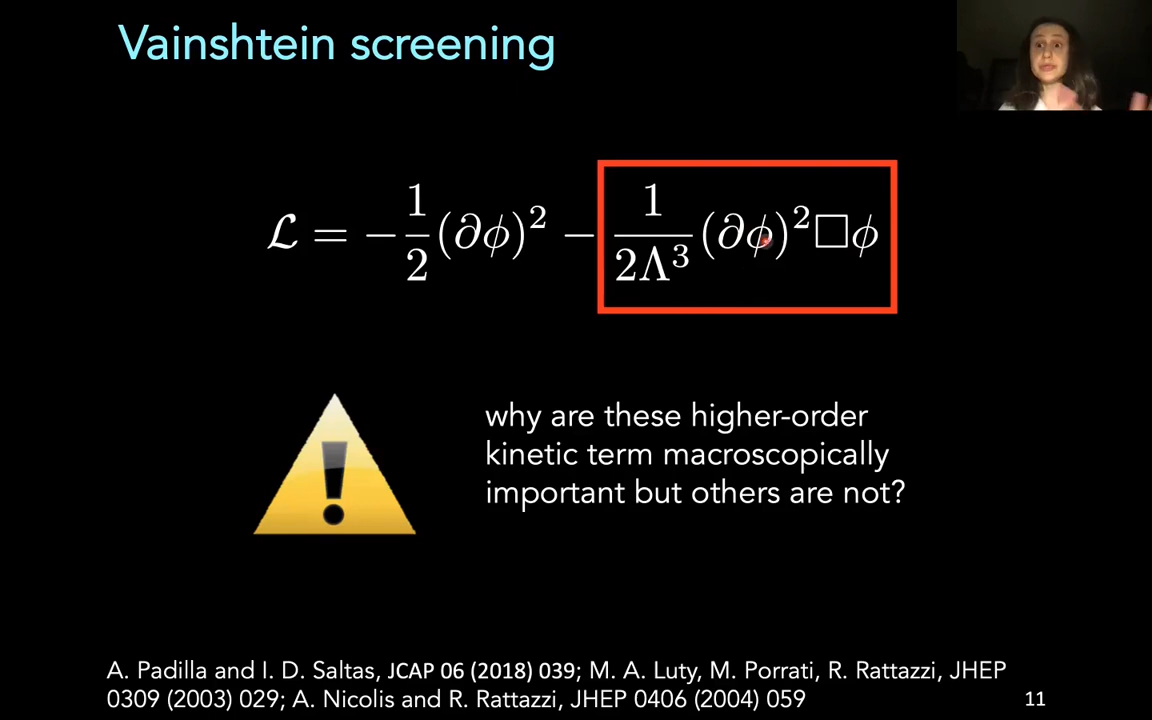 Vainshtein screening
ℒ = −1/2(∂ϕ)² − 1/2Λ³(∂ϕ)²□ϕ
!
why are these higher-order
kinetic term macroscopically
important but others are not?
A. Padilla and I. D. Saltas, JCAP 06 (2018) 039; M. A. Luty, M. Porrati, R. Rattazzi, JHEP
0309 (2003) 029; A. Nicolis and R. Rattazzi, JHEP 0406 (2004) 059
11